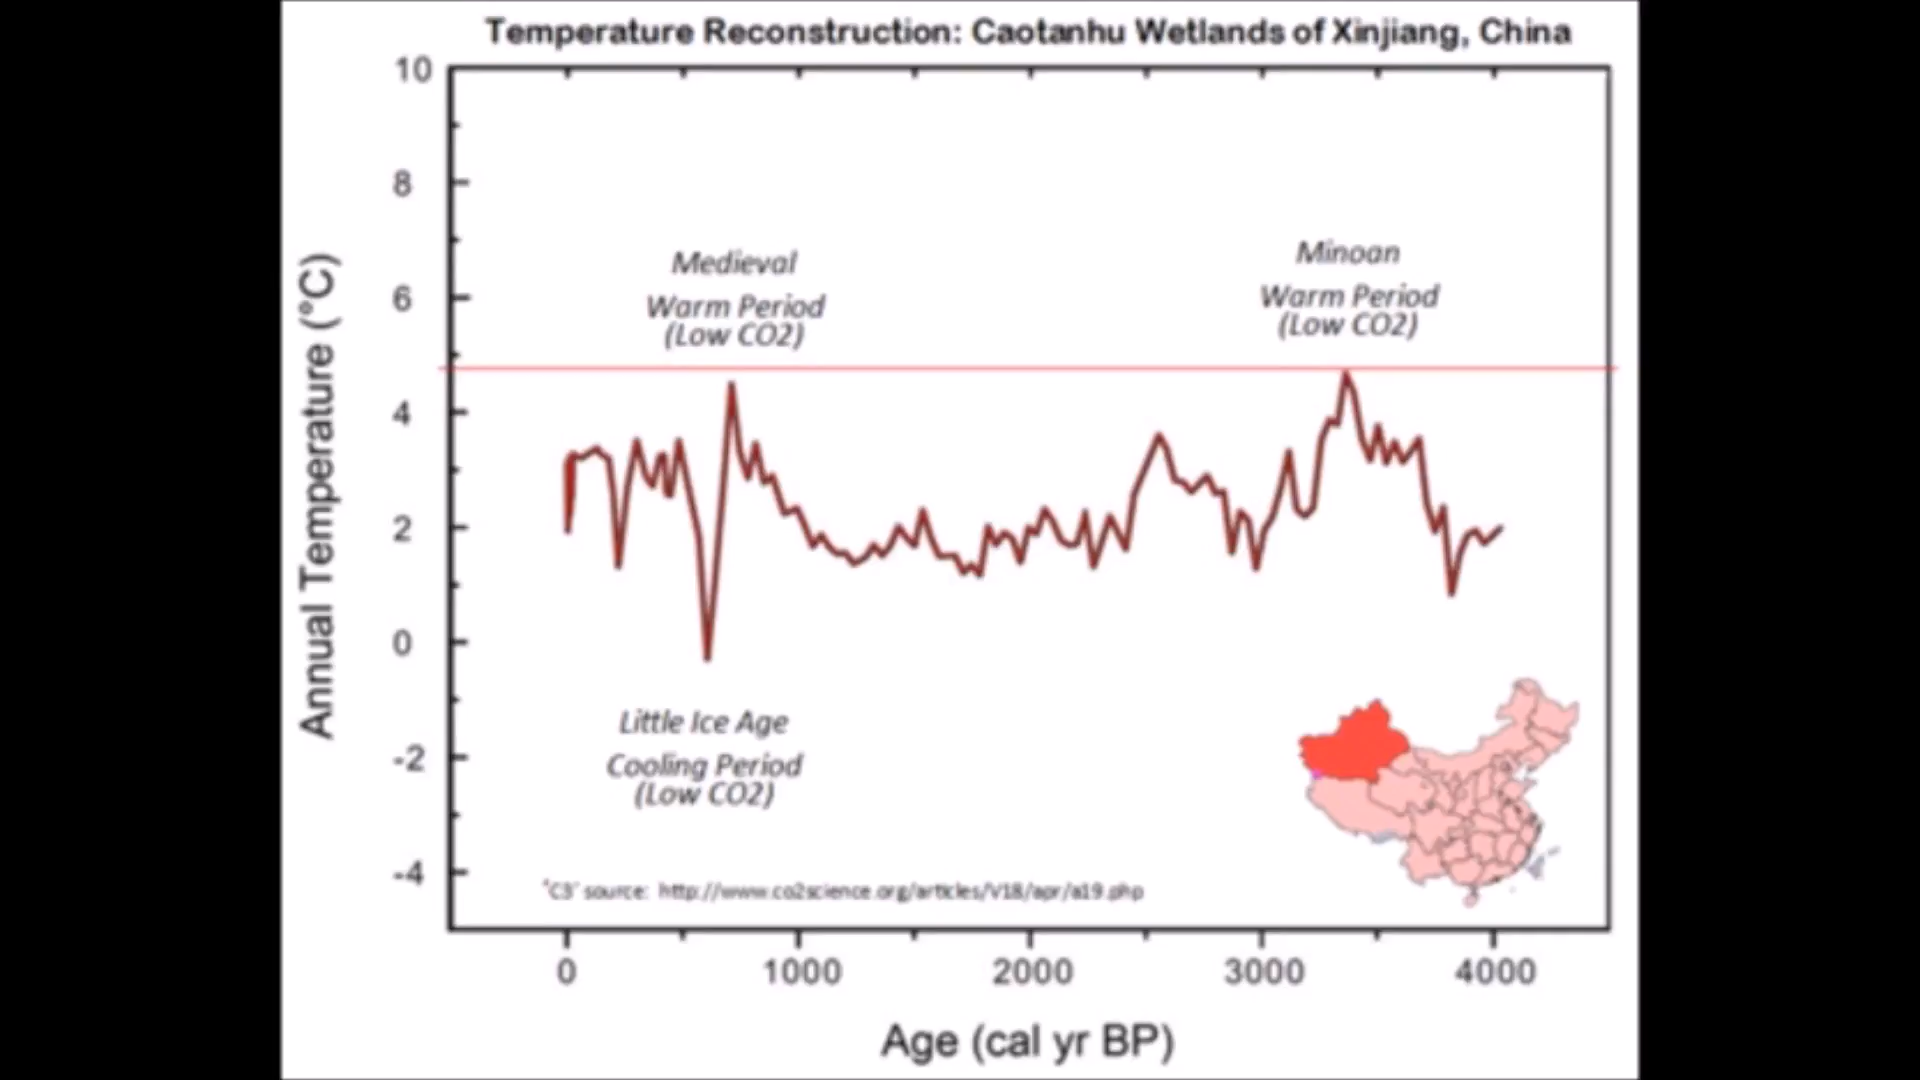 Temperature Reconstruction: Caotanhu Wetlands of Xinjiang, China
10
8
6
4
2
0
-2
-4
Annual Temperature (°C)
Medieval
Warm Period
(Low CO2)
Minoan
Warm Period
(Low CO2)
Little Ice Age
Cooling Period
(Low CO2)
"C3" source: http://www.co2science.org/articles/V18/apr/a19.php
0 1000 2000 3000 4000
Age (cal yr BP)